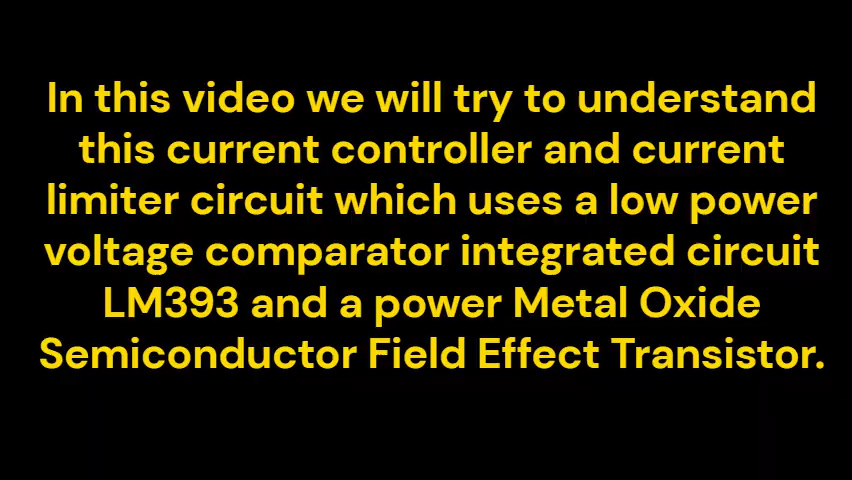 In this video we will try to understand
this current controller and current
limiter circuit which uses a low power
voltage comparator integrated circuit
LM393 and a power Metal Oxide
Semiconductor Field Effect Transistor.